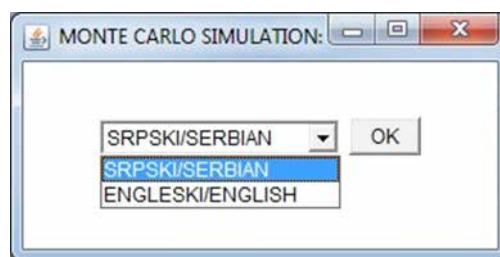 MONTE CARLO SIMULATION:
SRPSKI/SERBIAN OK
SRPSKI/SERBIAN
ENGLESKI/ENGLISH